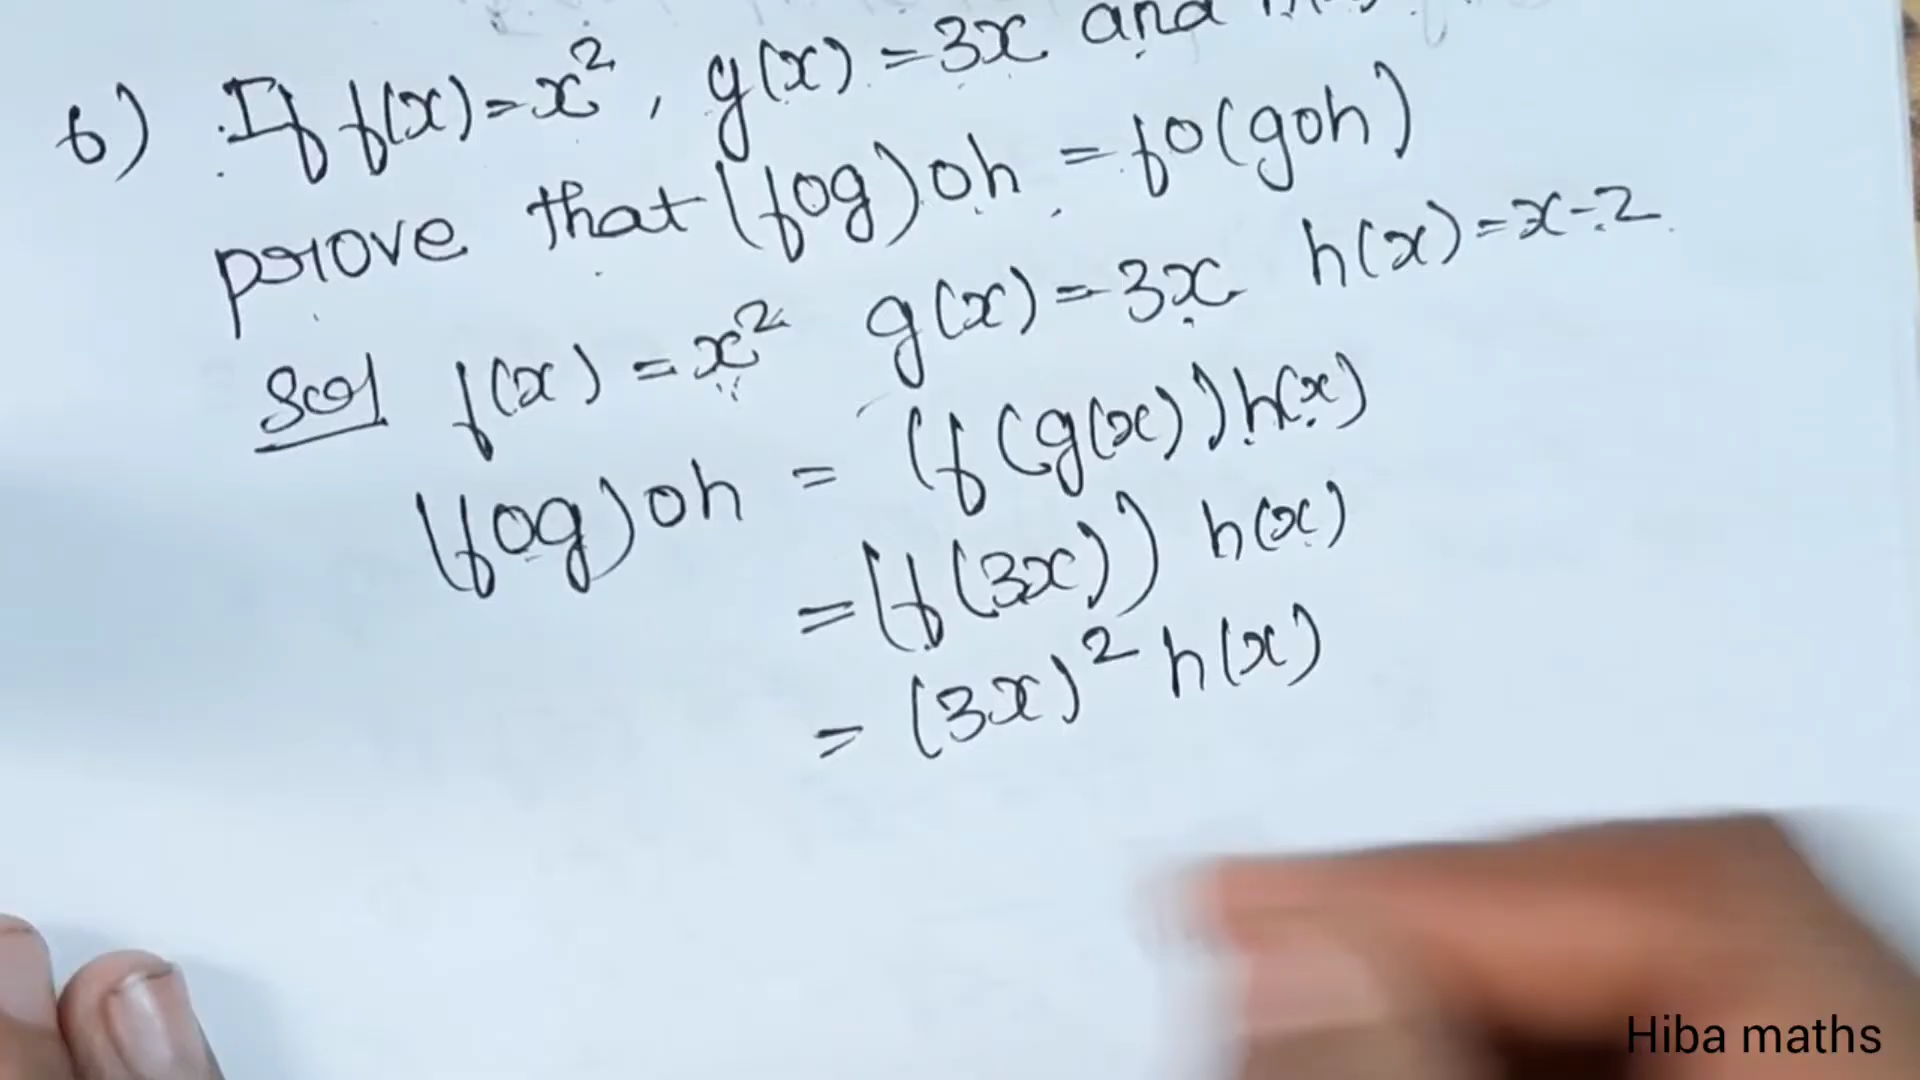 6) If f(x)=x², g(x)=3x and
prove that (fog)oh = fo(goh)
Sol f(x)=x² g(x)=3x h(x)=x-2
(fog)oh = (f(g(x))h(x)
=(f(3x)) h(x)
= (3x)² h(x)
Hiba maths